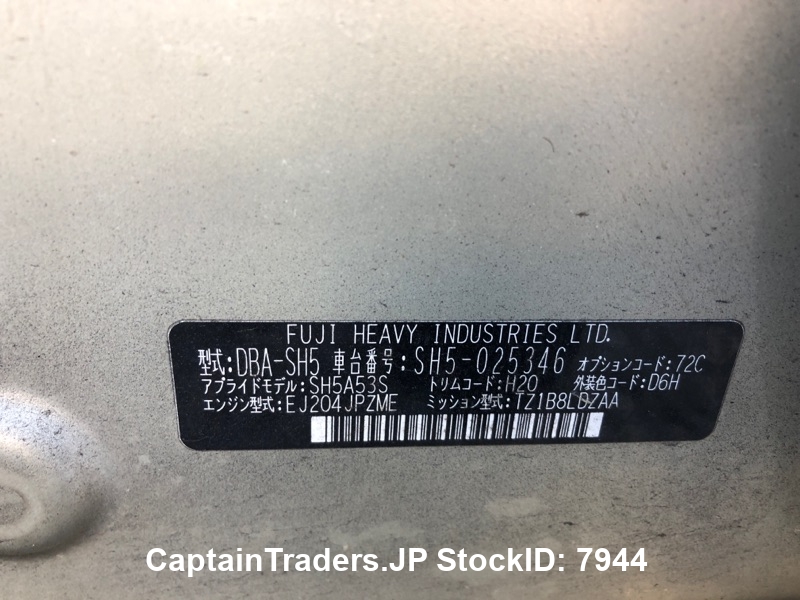 FUJI HEAVY INDUSTRIES LTD.
型式:DBA-SH5 車台番号:SH5-025346 オプションコード:72C
アプライドモデル:SH5A53S トリムコード:H20 外装色コード:D6H
エンジン型式:EJ204JPZME ミッション型式:TZ1B8LDZAA
CaptainTraders.JP StockID: 7944